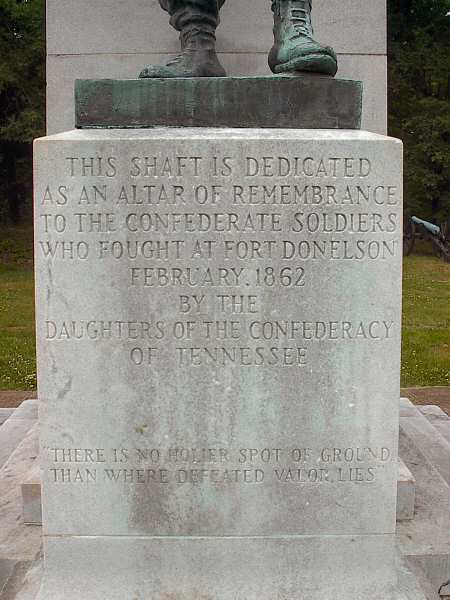 THIS SHAFT IS DEDICATED
AS AN ALTAR OF REMEMBRANCE
TO THE CONFEDERATE SOLDIERS
WHO FOUGHT AT FORT DONELSON
FEBRUARY, 1862
BY THE
DAUGHTERS OF THE CONFEDERACY
OF TENNESSEE
"THERE IS NO HOLIER SPOT OF GROUND
THAN WHERE DEFEATED VALOR LIES"